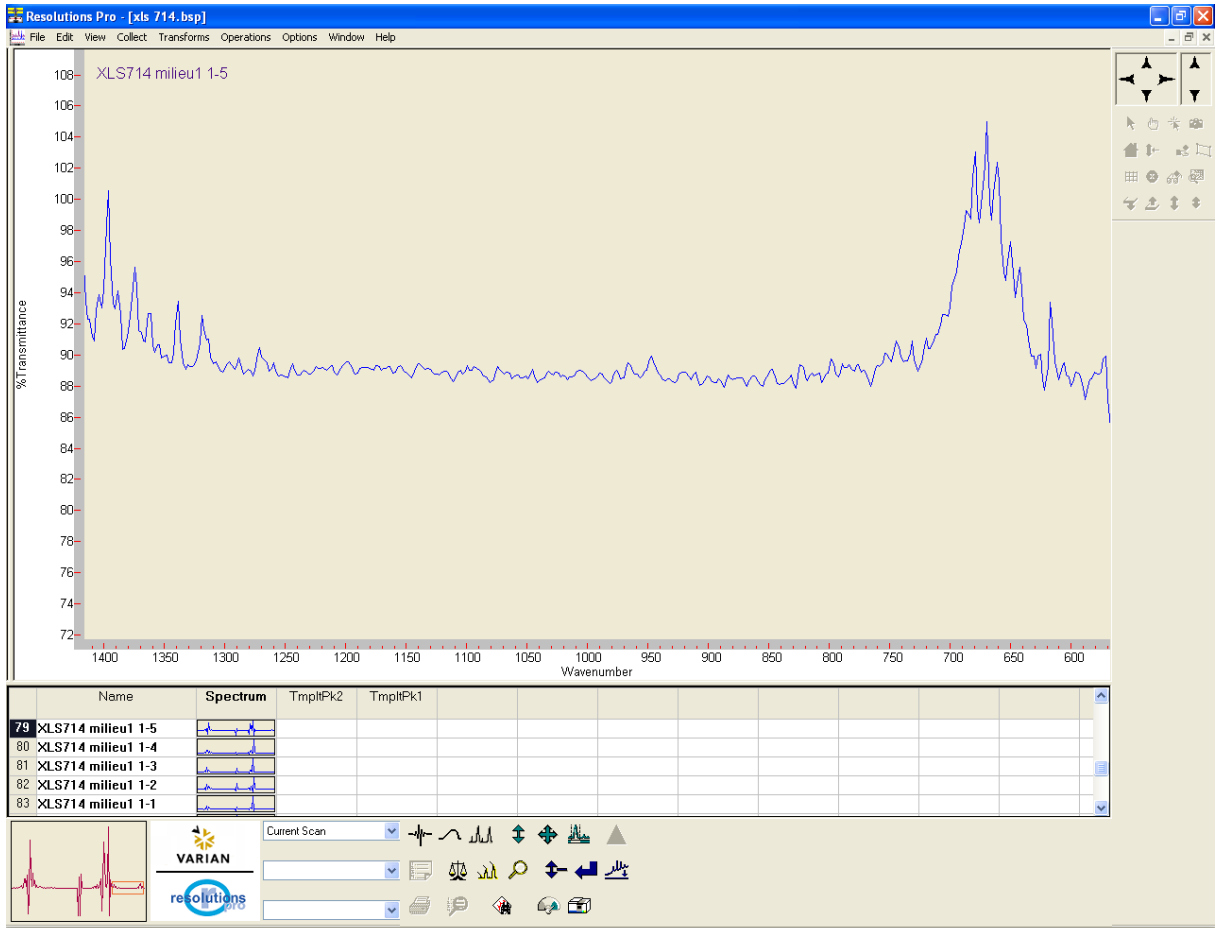 Resolutions Pro - [xls 714.bsp]
File Edit View Collect Transforms Operations Options Window Help
XLS714 milieu1 1-5
108
106
104
102
100
98
96
94
92
90
88
86
84
82
80
78
76
74
72
%Transmittance
1400 1350 1300 1250 1200 1150 1100 1050 1000 950 900 850 800 750 700 650 600
Wavenumber
Name Spectrum TmpltPk2 TmpltPk1
79 XLS714 milieu1 1-5
80 XLS714 milieu1 1-4
81 XLS714 milieu1 1-3
82 XLS714 milieu1 1-2
83 XLS714 milieu1 1-1
Current Scan
VARIAN
resolutions
pro